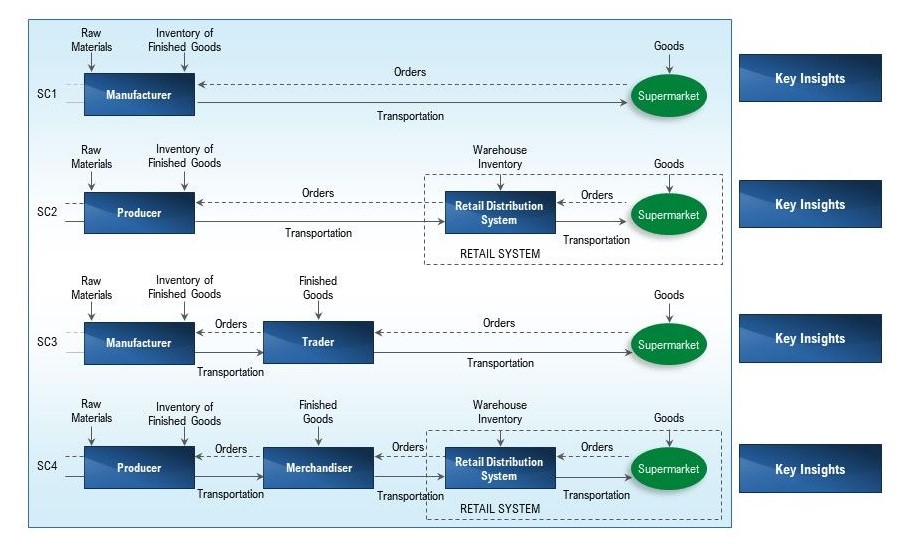 Raw
Materials
Inventory of
Finished Goods
Goods
Orders
SC1
Manufacturer
Supermarket
Key Insights
Transportation
Raw
Materials
Inventory of
Finished Goods
Warehouse
Inventory
Goods
Orders
Orders
SC2
Producer
Retail Distribution
System
Supermarket
Key Insights
Transportation
Transportation
RETAIL SYSTEM
Raw
Materials
Inventory of
Finished Goods
Finished
Goods
Goods
Orders
Orders
SC3
Manufacturer
Trader
Supermarket
Key Insights
Transportation
Transportation
Raw
Materials
Inventory of
Finished Goods
Finished
Goods
Warehouse
Inventory
Goods
Orders
Orders
Orders
SC4
Producer
Merchandiser
Retail Distribution
System
Supermarket
Key Insights
Transportation
Transportation
Transportation
RETAIL SYSTEM